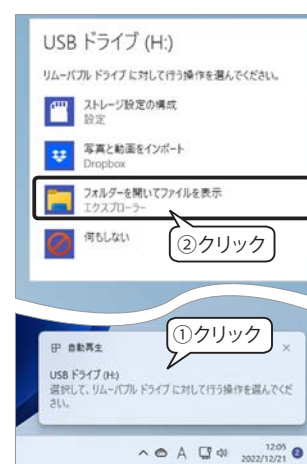 USB ドライブ (H:)
リムーバブル ドライブ に対して行う操作を選んでください。
ストレージ設定の構成
設定
写真と動画をインポート
Dropbox
フォルダーを開いてファイルを表示
エクスプローラー
②クリック
何もしない
①クリック
自動再生
USB ドライブ (H:)
選択して、リムーバブル ドライブ に対して行う操作を選んでくだ
さい。
A
12:05
2022/12/21